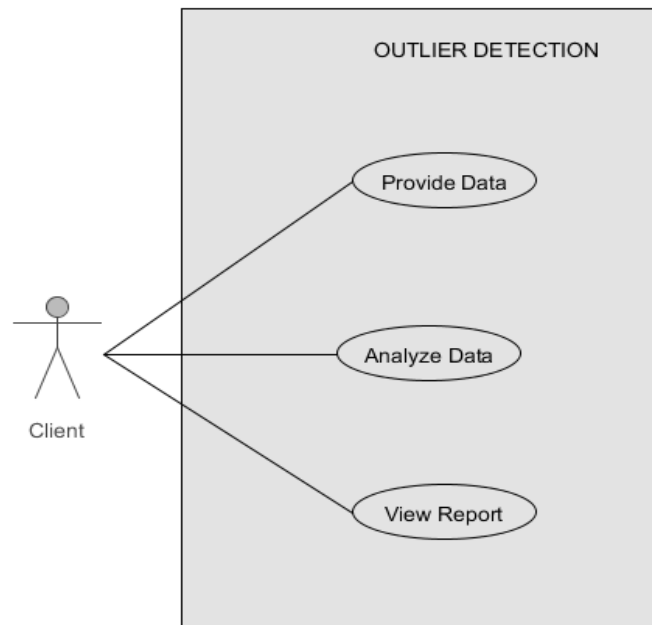 OUTLIER DETECTION
Provide Data
Analyze Data
Client
View Report